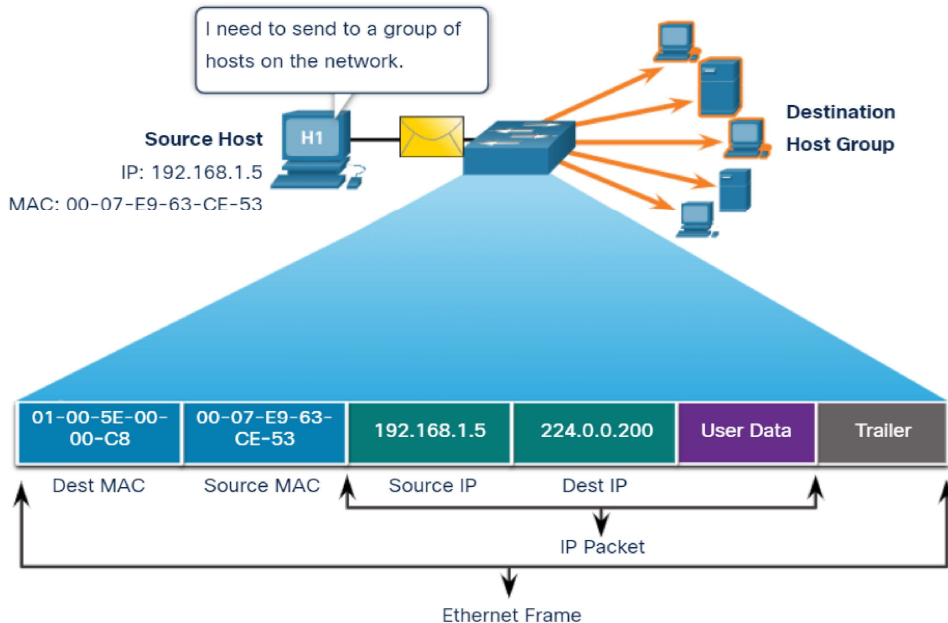 I need to send to a group of
hosts on the network.
H1
Source Host
IP: 192.168.1.5
MAC: 00-07-E9-63-CE-53
Destination
Host Group
01-00-5E-00-
00-C8
00-07-E9-63-
CE-53
192.168.1.5
224.0.0.200
User Data
Trailer
Dest MAC
Source MAC
Source IP
Dest IP
IP Packet
Ethernet Frame